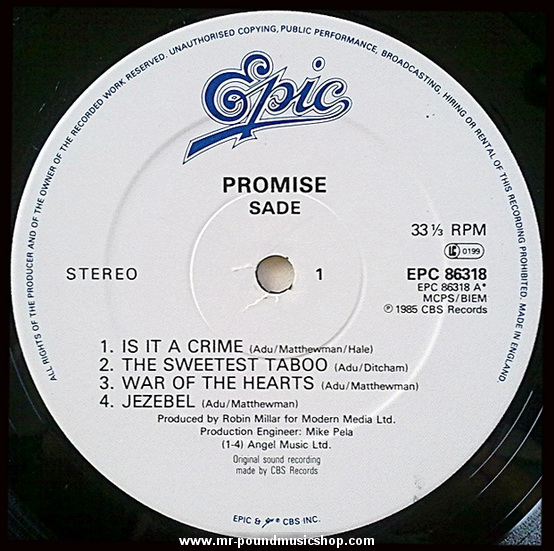 ALL RIGHTS OF THE PRODUCER AND OF THE OWNER OF THE RECORDED WORK RESERVED. UNAUTHORISED COPYING, PUBLIC PERFORMANCE, BROADCASTING, HIRING OR RENTAL OF THIS RECORDING PROHIBITED. MADE IN ENGLAND.
Epic
PROMISE
SADE
33 1/3 RPM
LC 0199
STEREO
1
EPC 86318
EPC 86318 A*
MCPS/BIEM
℗ 1985 CBS Records
1. IS IT A CRIME (Adu/Matthewman/Hale)
2. THE SWEETEST TABOO (Adu/Ditcham)
3. WAR OF THE HEARTS (Adu/Matthewman)
4. JEZEBEL (Adu/Matthewman)
Produced by Robin Millar for Modern Media Ltd.
Production Engineer: Mike Pela
(1-4) Angel Music Ltd.
Original sound recording
made by CBS Records
EPIC & CBS INC.
www.mr-poundmusicshop.com